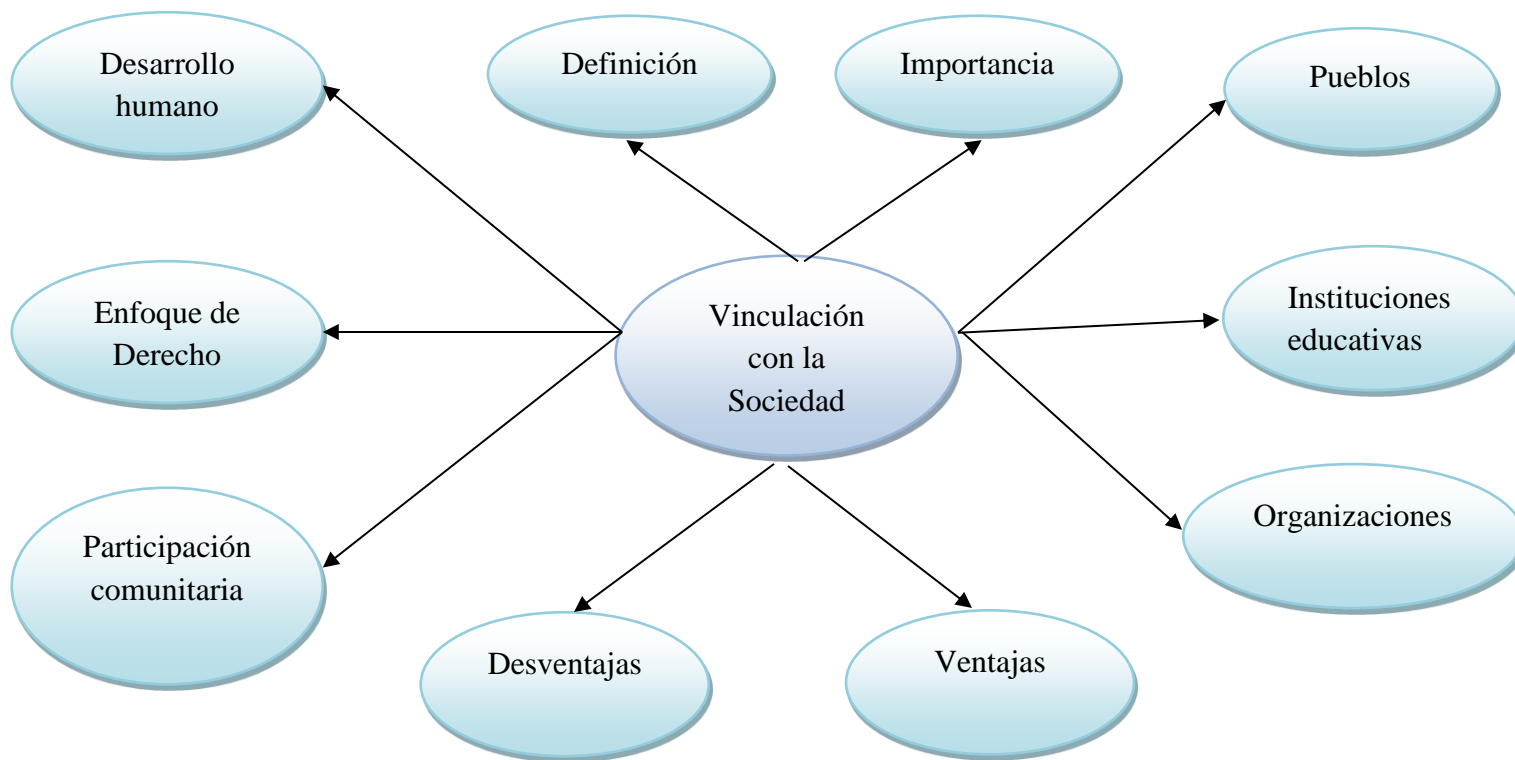 Desarrollo
humano
Definición
Importancia
Pueblos
Enfoque de
Derecho
Vinculación
con la
Sociedad
Instituciones
educativas
Participación
comunitaria
Organizaciones
Desventajas
Ventajas